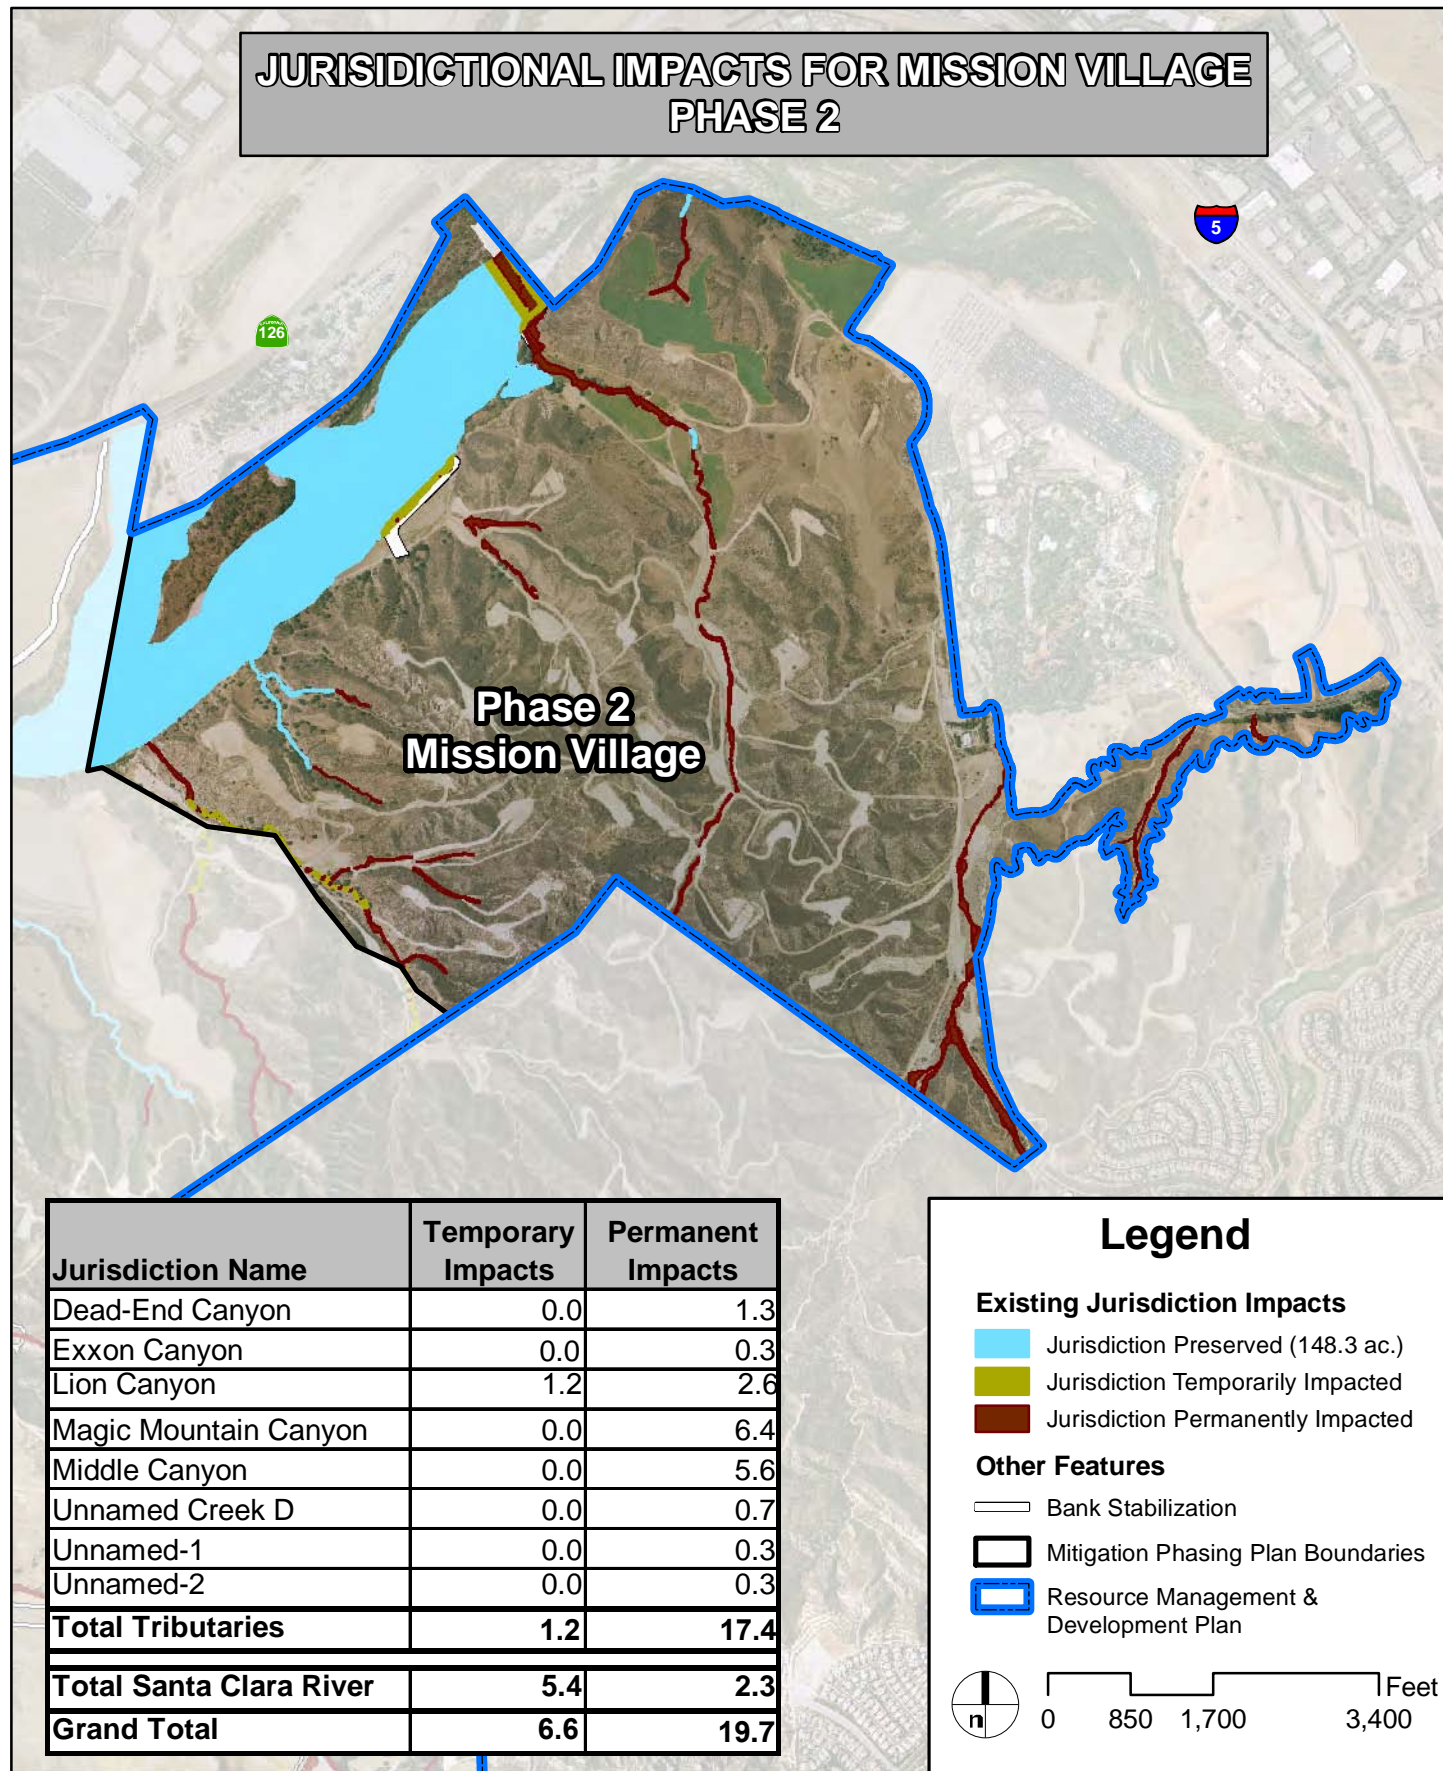 JURISIDICTIONAL IMPACTS FOR MISSION VILLAGE
PHASE 2
5
126
Phase 2
Mission Village
Jurisdiction Name Temporary Impacts Permanent Impacts
Dead-End Canyon 0.0 1.3
Exxon Canyon 0.0 0.3
Lion Canyon 1.2 2.6
Magic Mountain Canyon 0.0 6.4
Middle Canyon 0.0 5.6
Unnamed Creek D 0.0 0.7
Unnamed-1 0.0 0.3
Unnamed-2 0.0 0.3
Total Tributaries 1.2 17.4
Total Santa Clara River 5.4 2.3
Grand Total 6.6 19.7
Legend
Existing Jurisdiction Impacts
Jurisdiction Preserved (148.3 ac.)
Jurisdiction Temporarily Impacted
Jurisdiction Permanently Impacted
Other Features
Bank Stabilization
Mitigation Phasing Plan Boundaries
Resource Management &
Development Plan
n
Feet
0 850 1,700 3,400